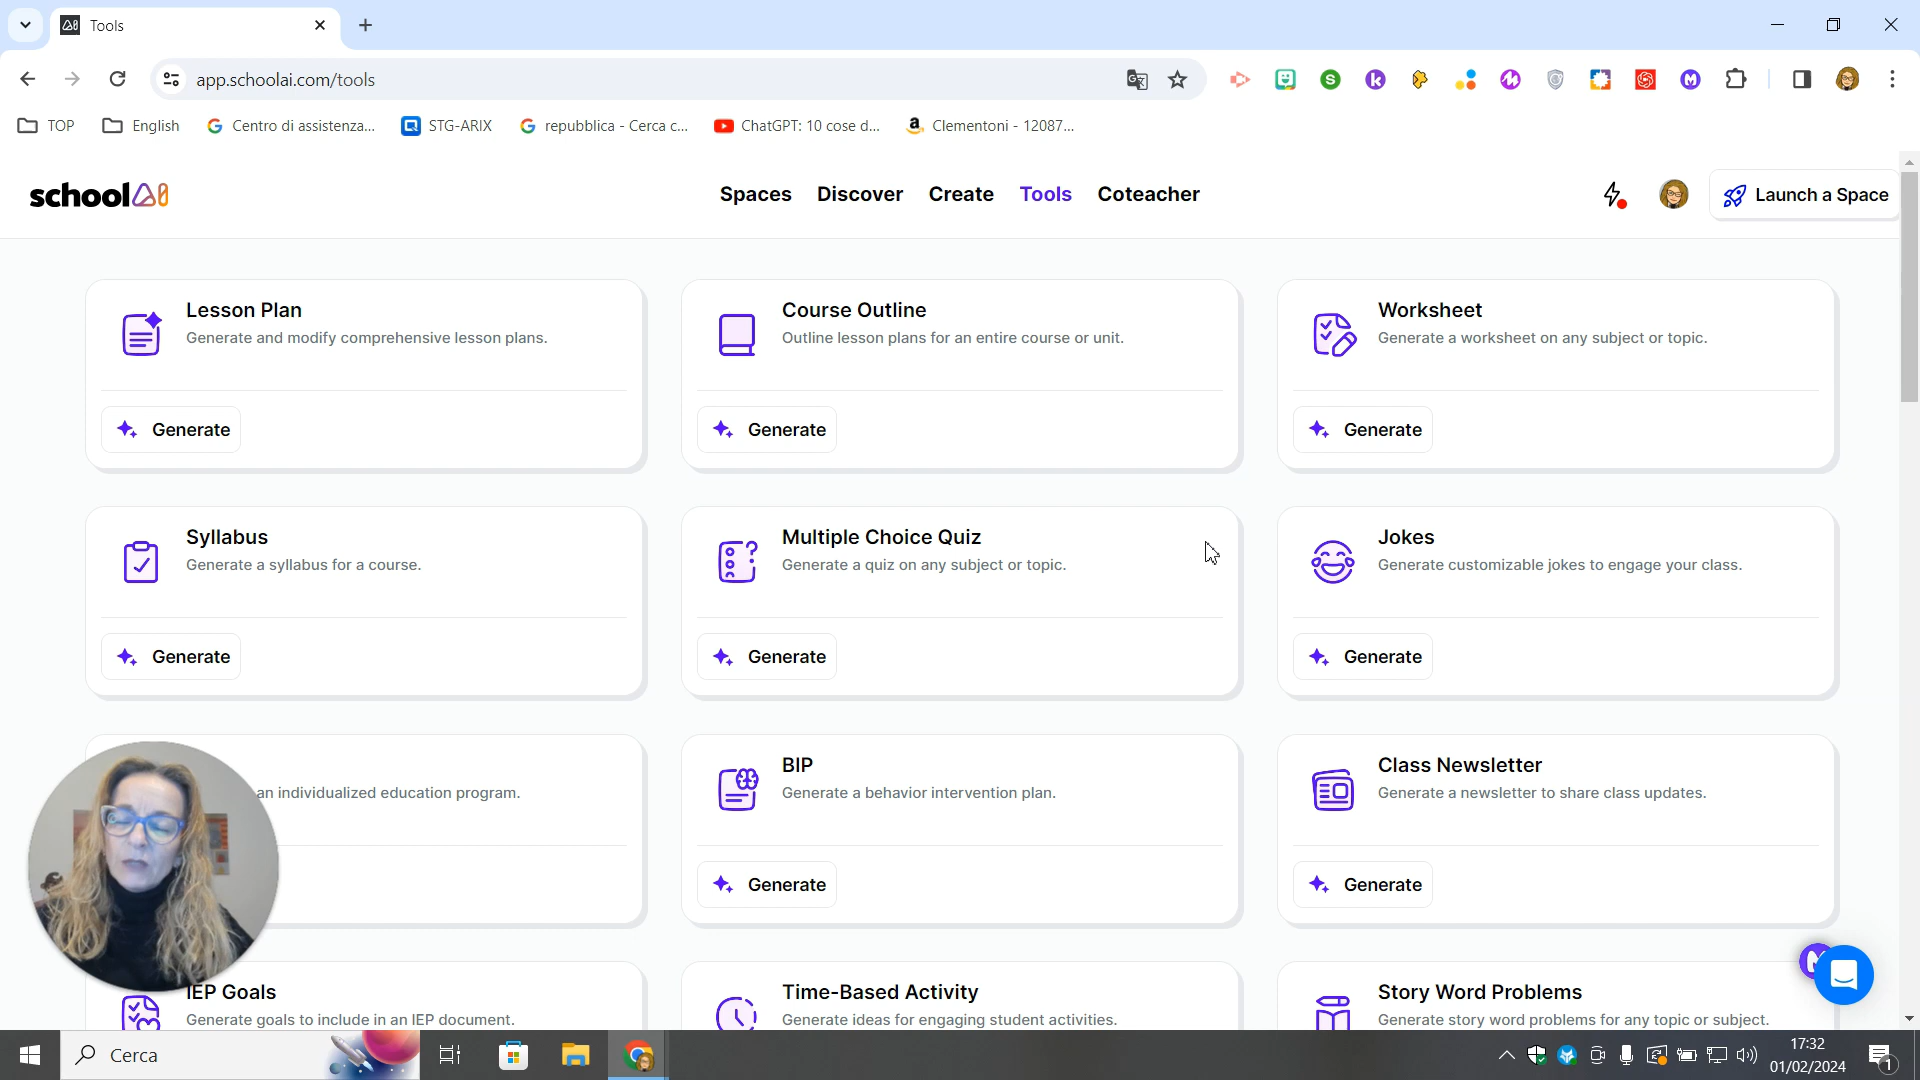 Tools
app.schoolai.com/tools
TOP
English
Centro di assistenza...
STG-ARIX
repubblica - Cerca c...
ChatGPT: 10 cose d...
Clementoni - 12087...
schoolAI
Spaces
Discover
Create
Tools
Coteacher
Launch a Space
Lesson Plan
Generate and modify comprehensive lesson plans.
Generate
Course Outline
Outline lesson plans for an entire course or unit.
Generate
Worksheet
Generate a worksheet on any subject or topic.
Generate
Syllabus
Generate a syllabus for a course.
Generate
Multiple Choice Quiz
Generate a quiz on any subject or topic.
Generate
Jokes
Generate customizable jokes to engage your class.
Generate
an individualized education program.
BIP
Generate a behavior intervention plan.
Generate
Class Newsletter
Generate a newsletter to share class updates.
Generate
IEP Goals
Generate goals to include in an IEP document.
Time-Based Activity
Generate ideas for engaging student activities.
Story Word Problems
Generate story word problems for any topic or subject.
Cerca
17:32
01/02/2024
1